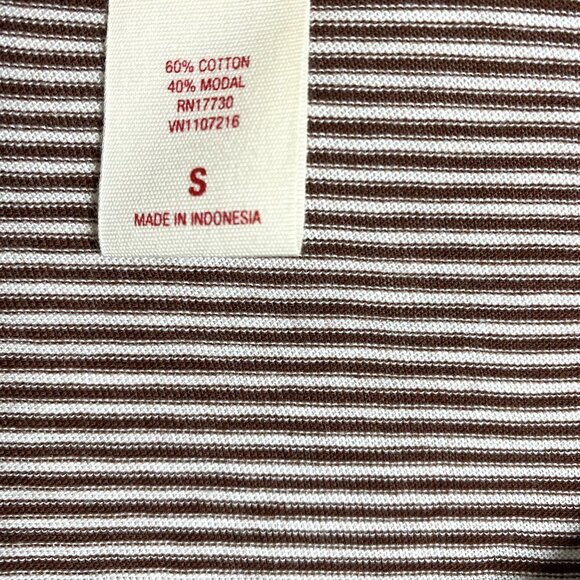 60% COTTON
40% MODAL
RN17730
VN1107216
S
MADE IN INDONESIA